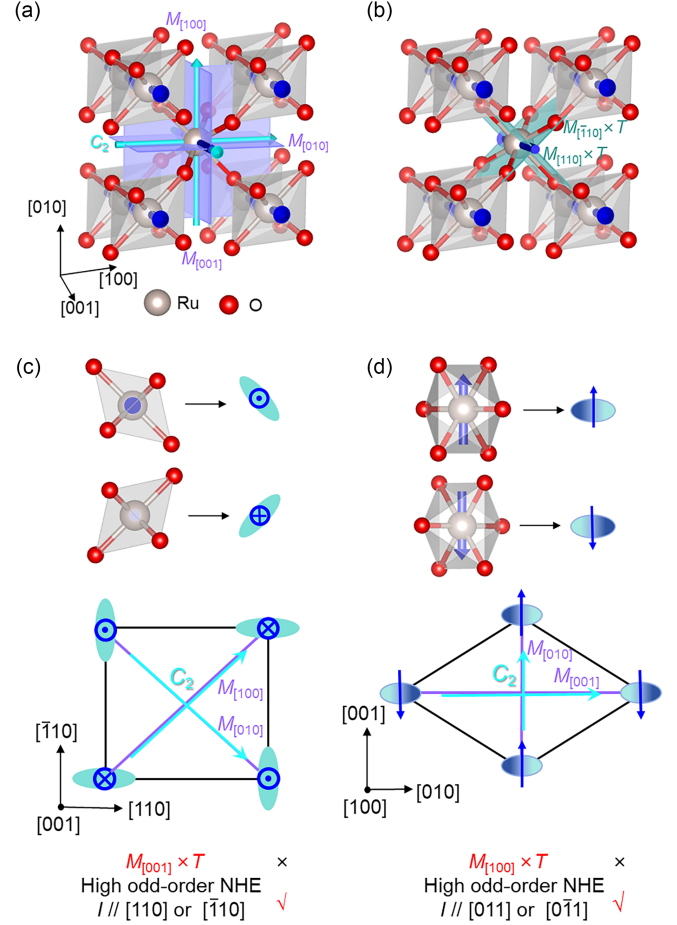 (a)
M[100]
C₂
M[010]
M[001]
[010]
[100]
[001]
Ru
O
(b)
M[1̄10]×T
M[110]×T
(c)
C₂
M[100]
M[010]
[1̄10]
[110]
[001]
M[001] × T ×
High odd-order NHE
I // [110] or [1̄10] √
(d)
M[010]
C₂
M[001]
[001]
[010]
[100]
M[100] × T ×
High odd-order NHE
I // [011] or [01̄1] √